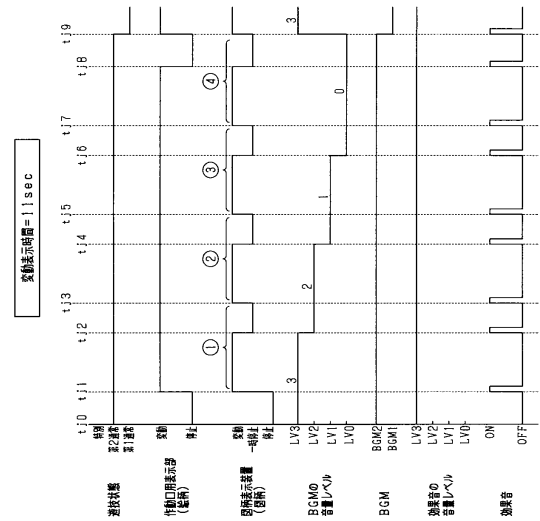 変動表示時間=11sec
tj0 tj1 tj2 tj3 tj4 tj5 tj6 tj7 tj8 tj9
遊技状態
特別
第2通常
第1通常
作動口用表示部
(絵柄)
変動
停止
図柄表示装置
(図柄)
変動
一時停止
停止
① ② ③ ④
BGMの
音量レベル
LV3
LV2
LV1
LV0
3 2 1 0 3
BGM
BGM2
BGM1
効果音の
音量レベル
LV3
LV2
LV1
LV0
効果音
ON
OFF